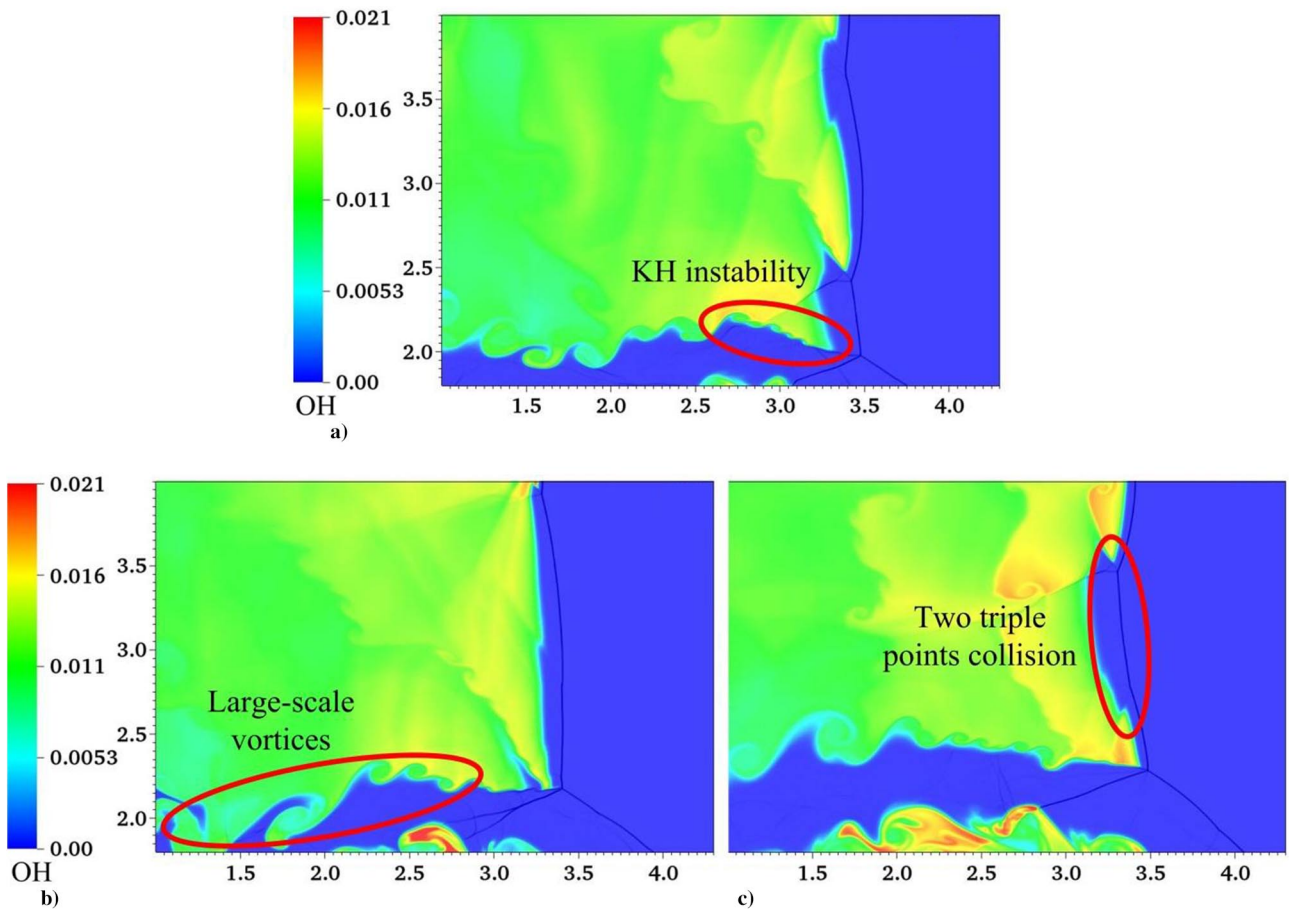 0.021
0.016
0.011
0.0053
0.00
OH
3.5
3.0
2.5
2.0
KH instability
1.5 2.0 2.5 3.0 3.5 4.0
a)
0.021
0.016
0.011
0.0053
0.00
OH
3.5
3.0
2.5
2.0
Large-scale
vortices
1.5 2.0 2.5 3.0 3.5 4.0
b)
Two triple
points collision
1.5 2.0 2.5 3.0 3.5 4.0
c)